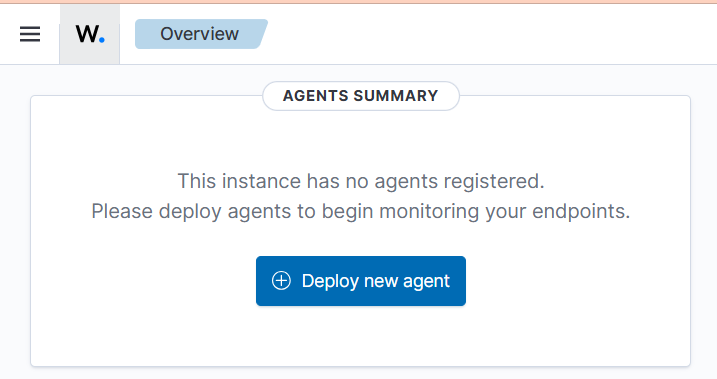 W.
Overview
AGENTS SUMMARY
This instance has no agents registered.
Please deploy agents to begin monitoring your endpoints.
Deploy new agent